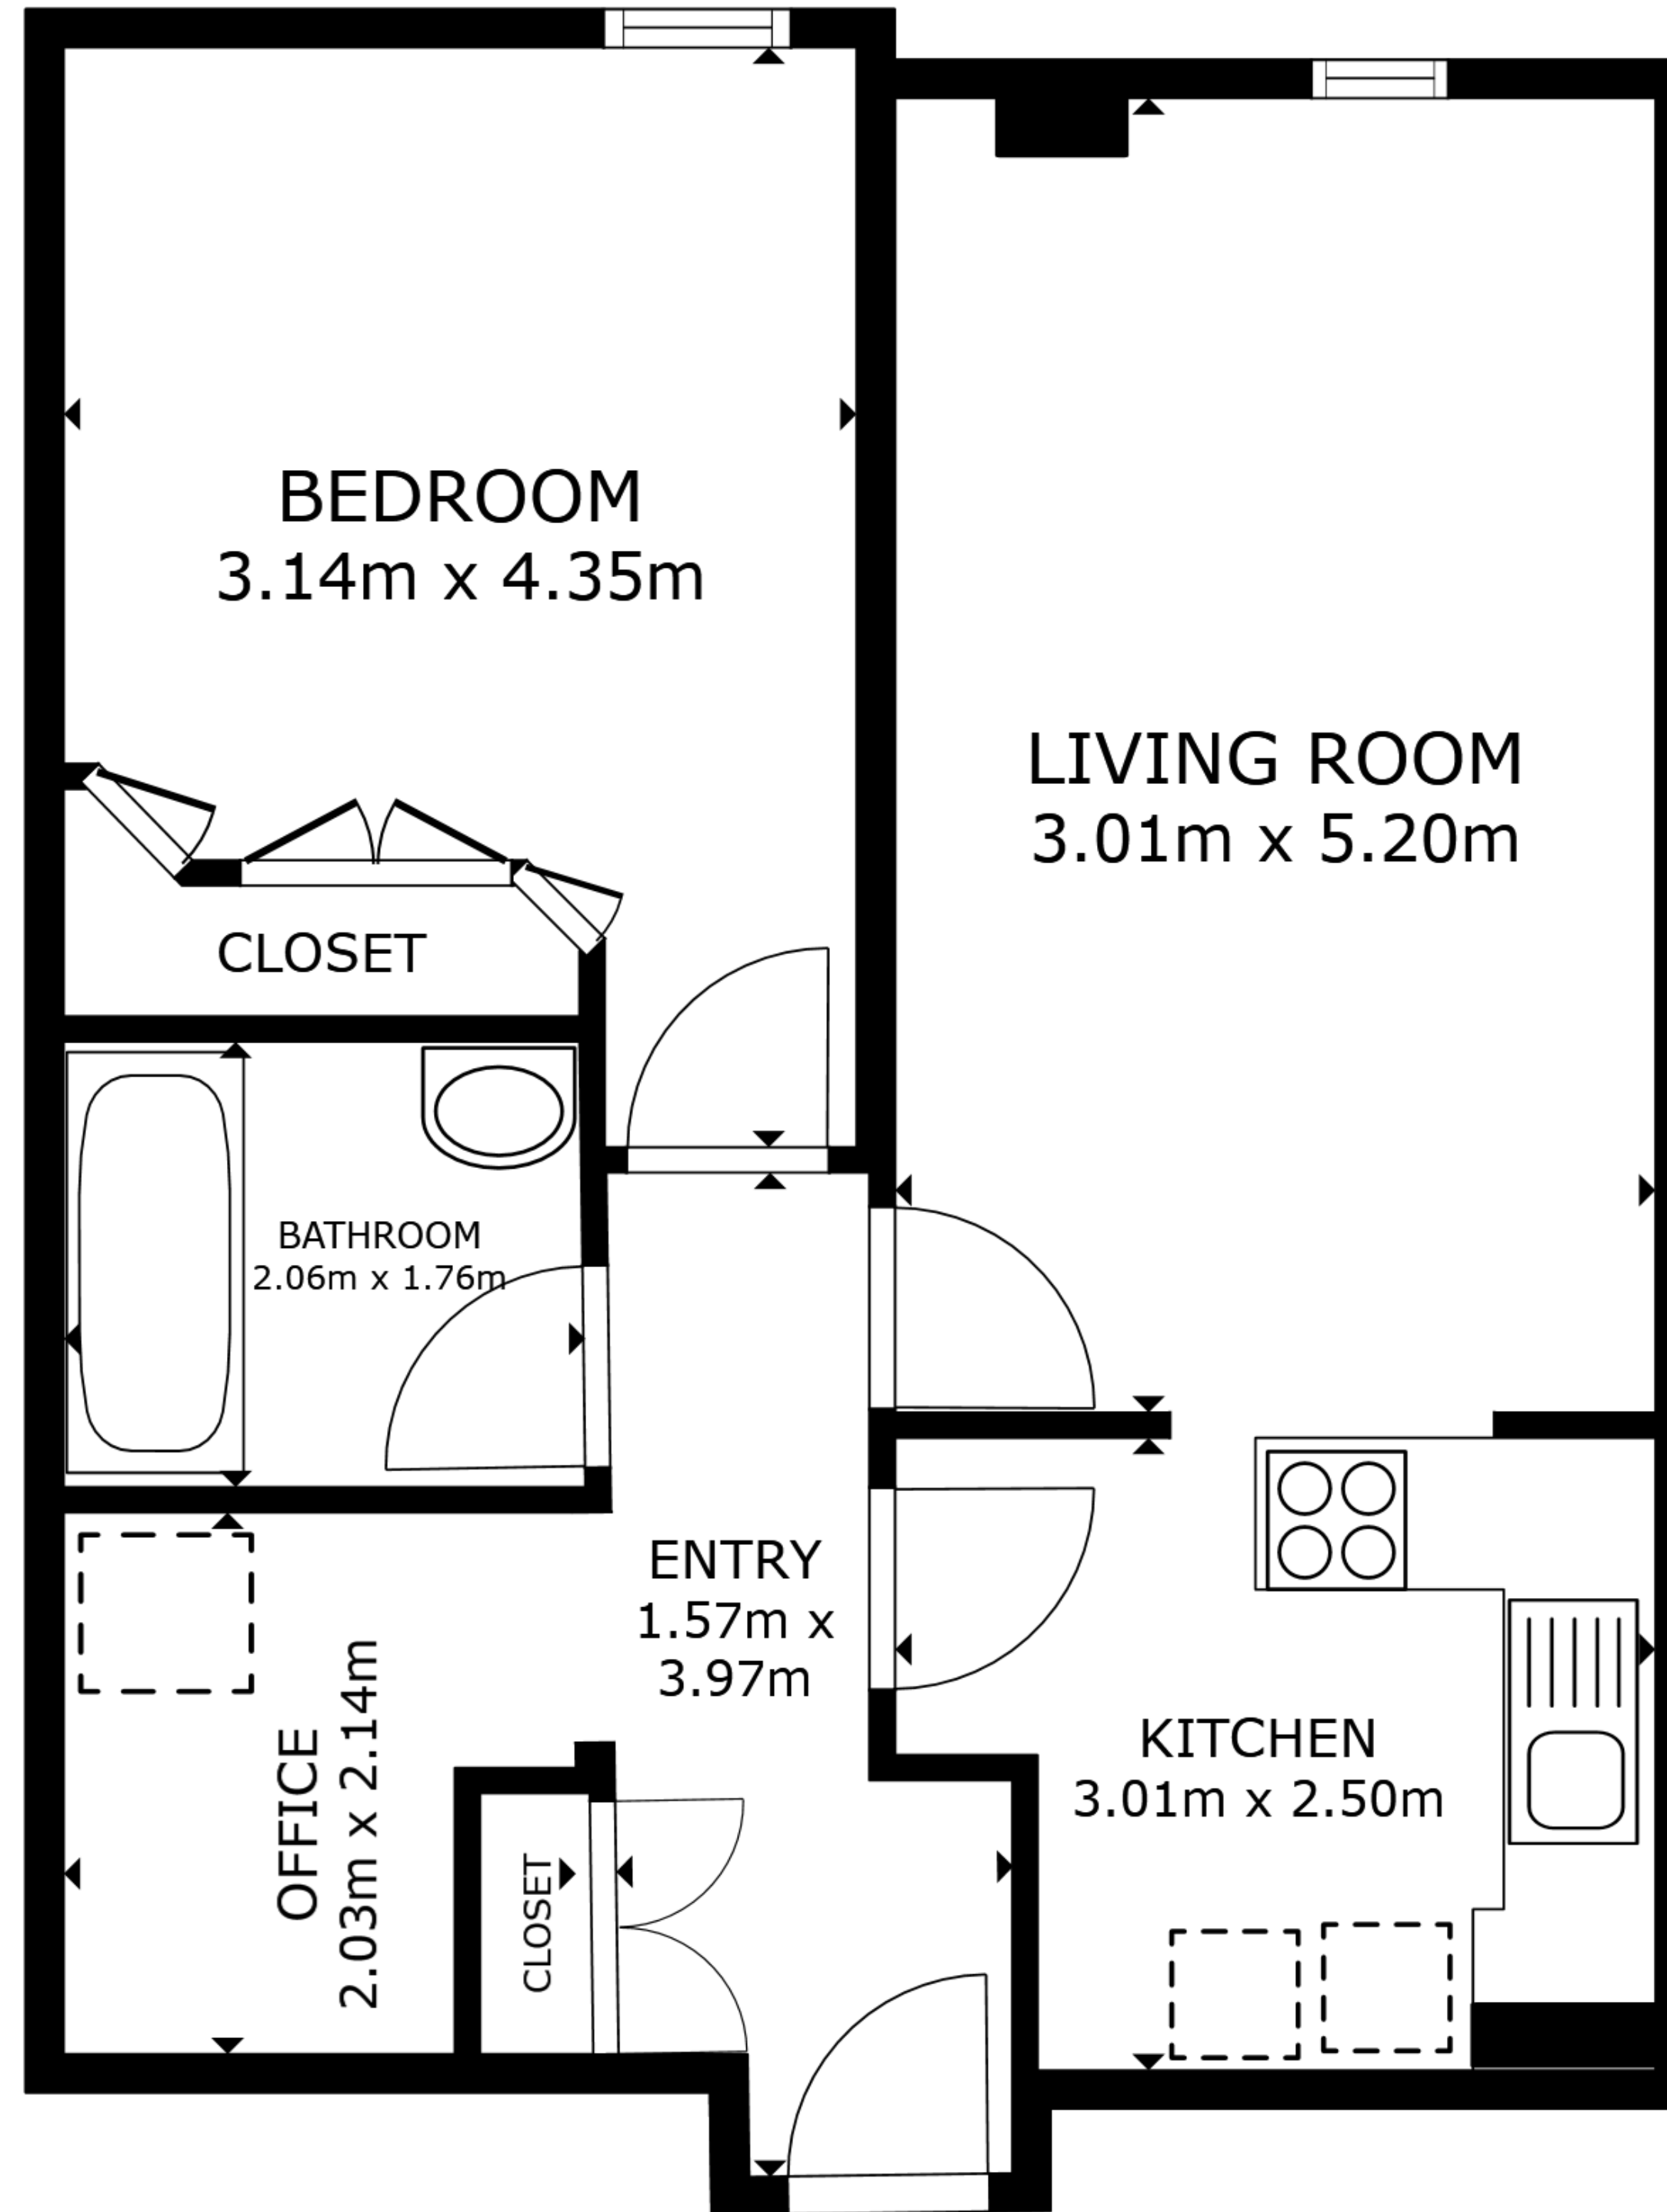 BEDROOM
3.14m x 4.35m
LIVING ROOM
3.01m x 5.20m
CLOSET
BATHROOM
2.06m x 1.76m
ENTRY
1.57m x
3.97m
OFFICE
2.03m x 2.14m
CLOSET
KITCHEN
3.01m x 2.50m